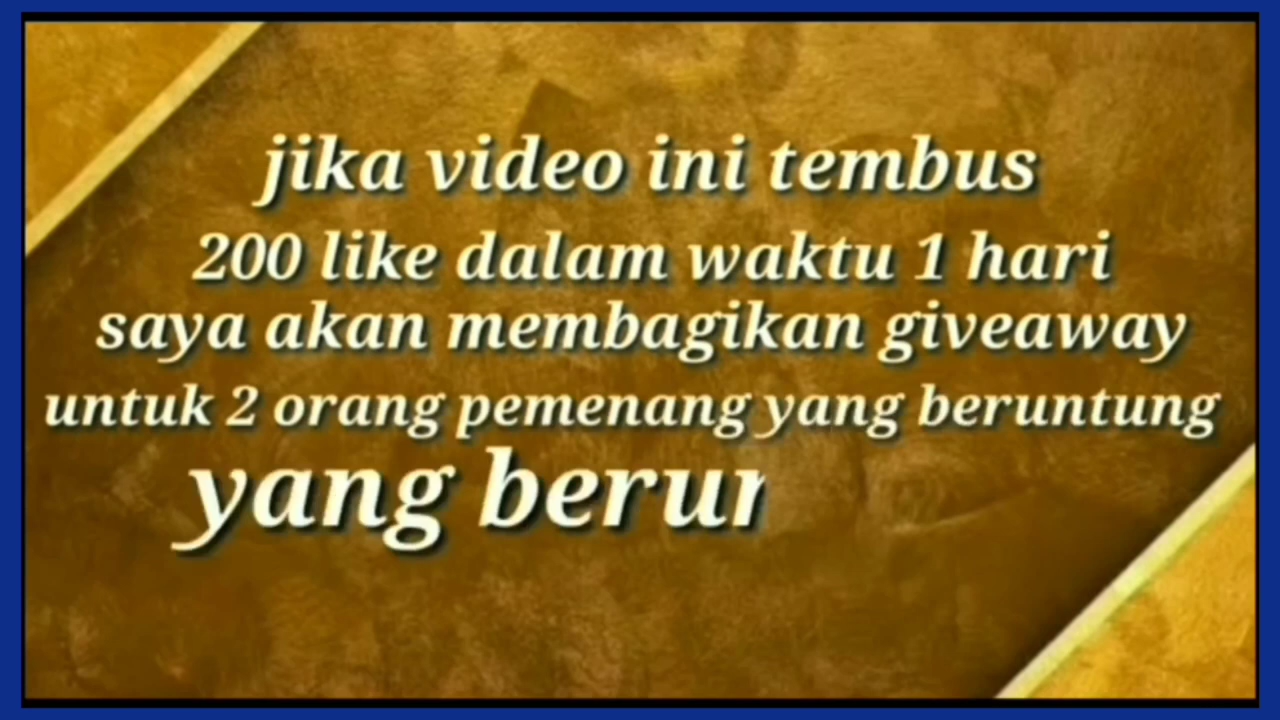 jika video ini tembus
200 like dalam waktu 1 hari
saya akan membagikan giveaway
untuk 2 orang pemenang yang beruntung
yang